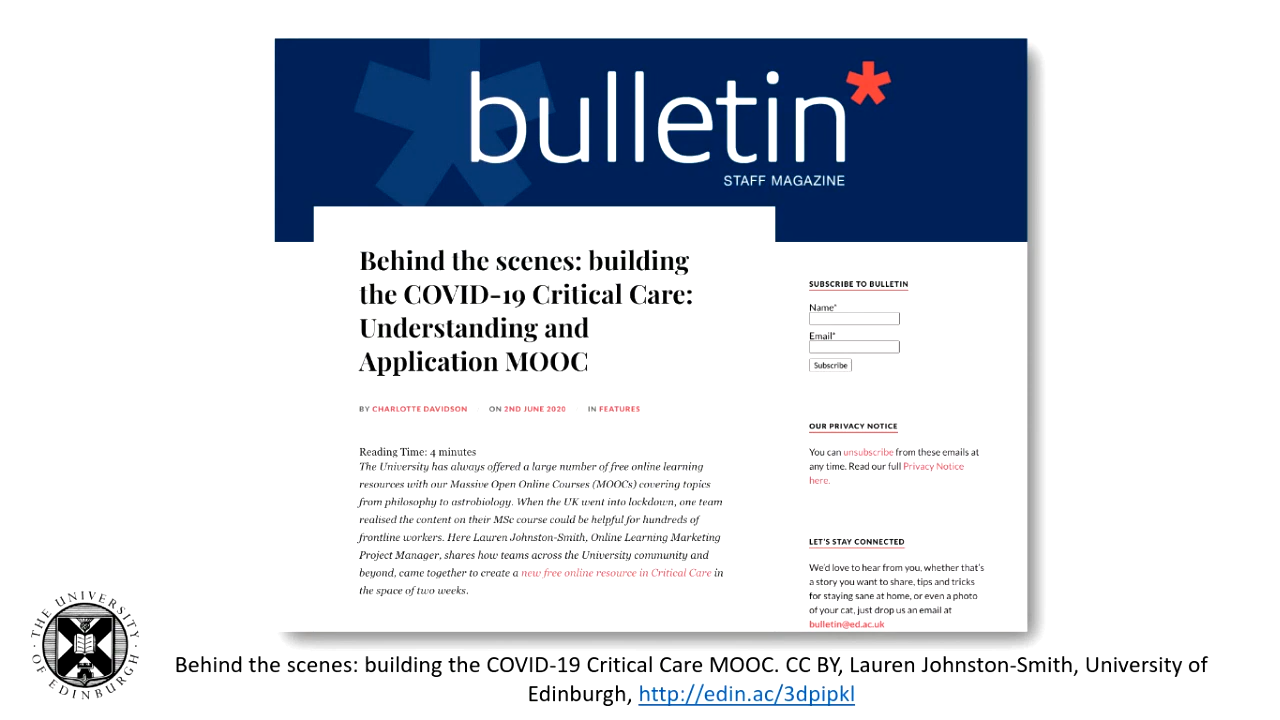 bulletin*
STAFF MAGAZINE
Behind the scenes: building
the COVID-19 Critical Care:
Understanding and
Application MOOC
BY CHARLOTTE DAVIDSON ON 2ND JUNE 2020 IN FEATURES
Reading Time: 4 minutes
The University has always offered a large number of free online learning
resources with our Massive Open Online Courses (MOOCs) covering topics
from philosophy to astrobiology. When the UK went into lockdown, one team
realised the content on their MSc course could be helpful for hundreds of
frontline workers. Here Lauren Johnston-Smith, Online Learning Marketing
Project Manager, shares how teams across the University community and
beyond, came together to create a new free online resource in Critical Care in
the space of two weeks.
SUBSCRIBE TO BULLETIN
Name*
Email*
Subscribe
OUR PRIVACY NOTICE
You can unsubscribe from these emails at
any time. Read our full Privacy Notice
here.
LET'S STAY CONNECTED
We'd love to hear from you, whether that's
a story you want to share, tips and tricks
for staying sane at home, or even a photo
of your cat, just drop us an email at
bulletin@ed.ac.uk
THE UNIVERSITY
OF EDINBURGH
Behind the scenes: building the COVID-19 Critical Care MOOC. CC BY, Lauren Johnston-Smith, University of
Edinburgh, http://edin.ac/3dpipkl